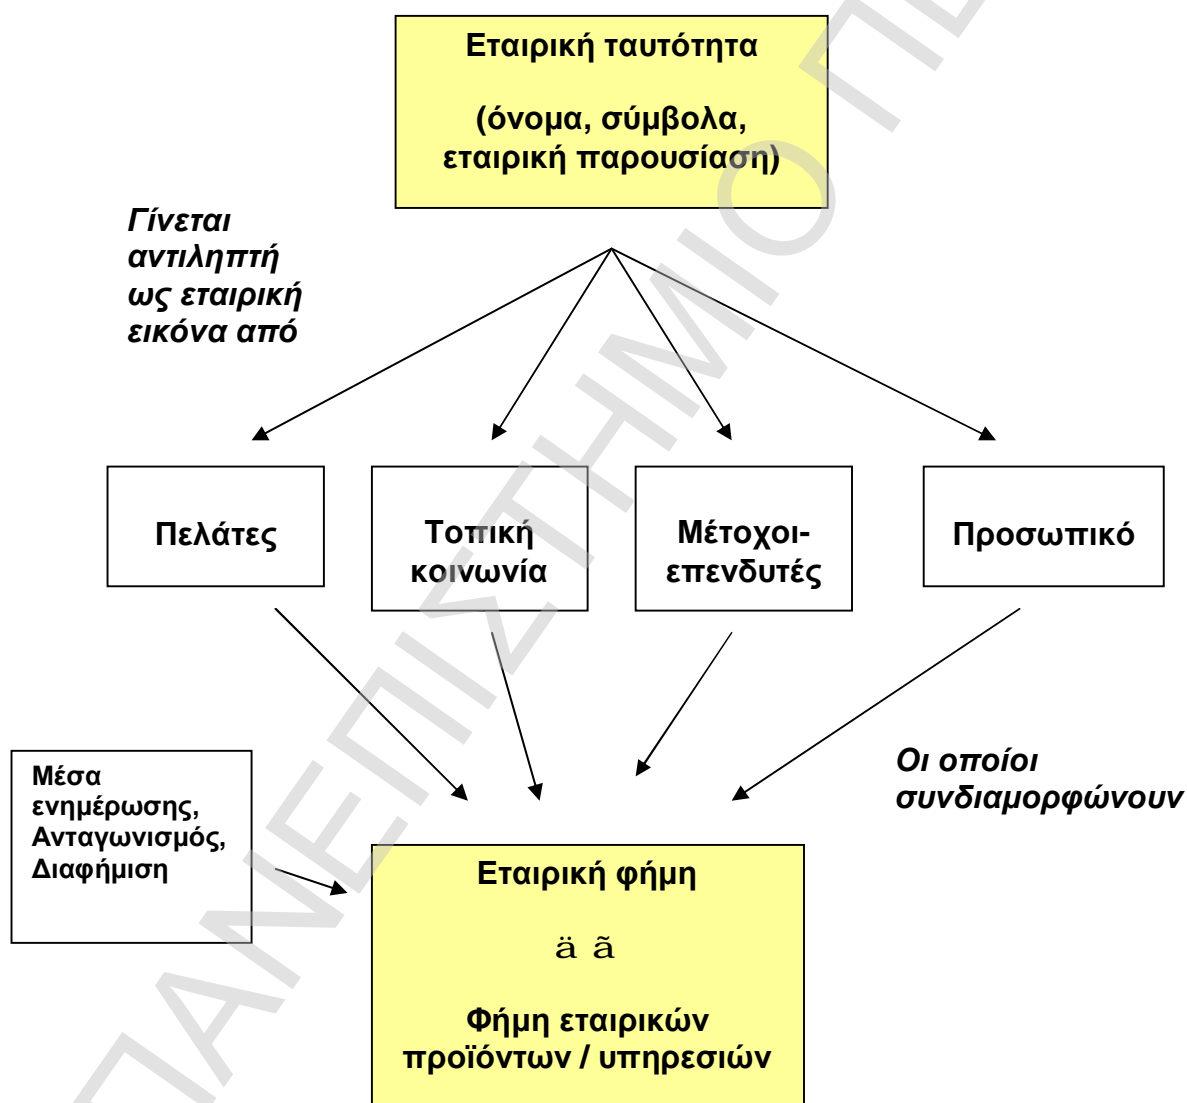 Εταιρική ταυτότητα
(όνομα, σύμβολα,
εταιρική παρουσίαση)
Γίνεται
αντιληπτή
ως εταιρική
εικόνα από
Πελάτες
Τοπική
κοινωνία
Μέτοχοι-
επενδυτές
Προσωπικό
Μέσα
ενημέρωσης,
Ανταγωνισμός,
Διαφήμιση
Οι οποίοι
συνδιαμορφώνουν
Εταιρική φήμη
ä ã
Φήμη εταιρικών
προϊόντων / υπηρεσιών
ΠΑΝΕΠΙΣΤΗΜΙΟ